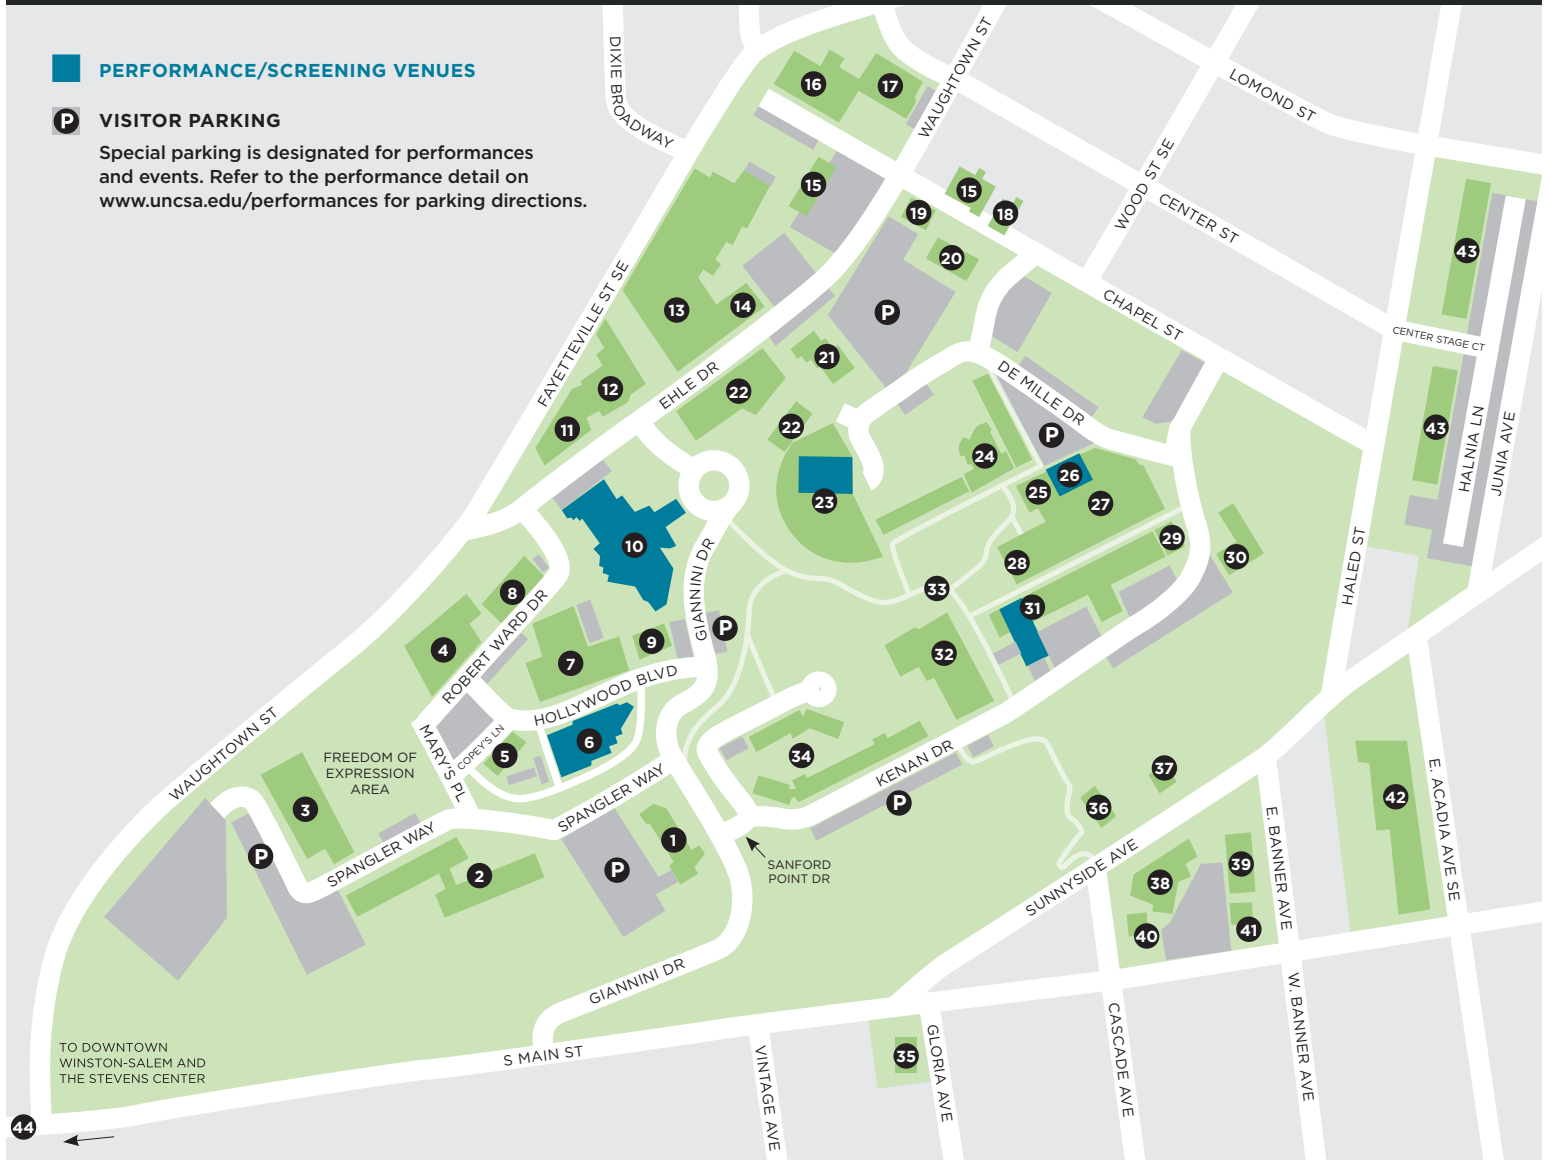 PERFORMANCE/SCREENING VENUES
P VISITOR PARKING
Special parking is designated for performances
and events. Refer to the performance detail on
www.uncsa.edu/performances for parking directions.
DIXIE BROADWAY
WAUGHTOWN ST
LOMOND ST
16
17
15
15
18
19
20
WOOD ST SE
CENTER ST
43
FAYETTEVILLE ST SE
13
14
P
CHAPEL ST
CENTER STAGE CT
21
12
EHLE DR
22
DE MILLE DR
11
22
P
43
HALNIA LN
JUNIA AVE
24
26
25
23
27
10
GIANNINI DR
29
30
28
HALED ST
8
33
ROBERT WARD DR
31
4
9
P
7
32
HOLLYWOOD BLVD
WAUGHTOWN ST
MARY'S PL
COPEY'S LN
6
5
34
KENAN DR
FREEDOM OF
EXPRESSION
AREA
37
E. ACADIA AVE SE
42
3
SPANGLER WAY
P
36
SPANGLER WAY
1
P
SANFORD
POINT DR
SUNNYSIDE AVE
E. BANNER AVE
39
P
2
38
41
40
GIANNINI DR
W. BANNER AVE
CASCADE AVE
S MAIN ST
35
GLORIA AVE
VINTAGE AVE
TO DOWNTOWN
WINSTON-SALEM AND
THE STEVENS CENTER
44